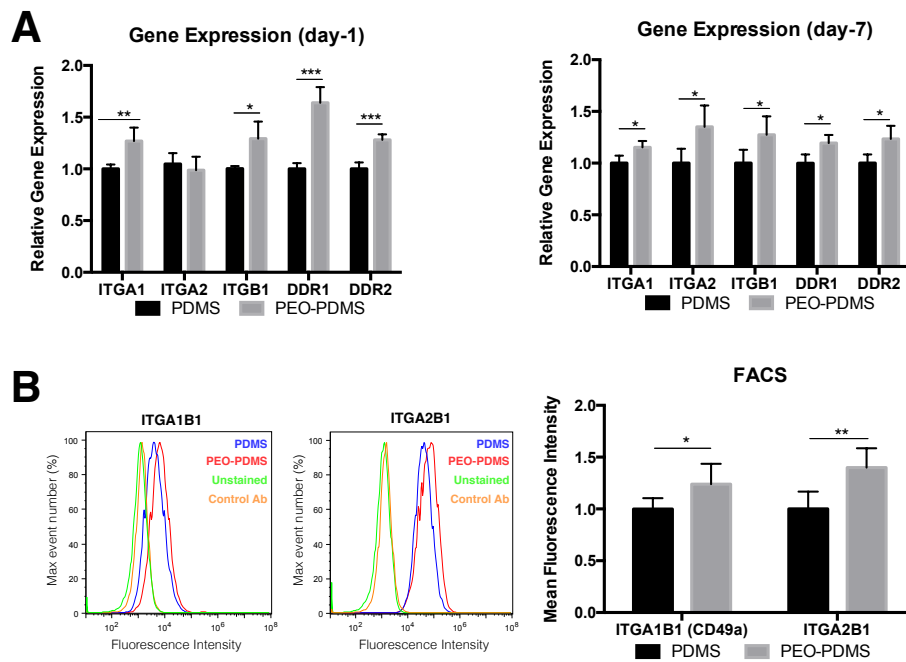 A
Gene Expression (day-1)
Relative Gene Expression
2.0
1.5
1.0
0.5
0.0
** * *** ***
ITGA1 ITGA2 ITGB1 DDR1 DDR2
PDMS PEO-PDMS
Gene Expression (day-7)
Relative Gene Expression
2.0
1.5
1.0
0.5
0.0
* * * * *
ITGA1 ITGA2 ITGB1 DDR1 DDR2
PDMS PEO-PDMS
B
ITGA1B1
Max event number (%)
100
80
60
40
20
0
PDMS
PEO-PDMS
Unstained
Control Ab
10² 10⁴ 10⁶ 10⁸
Fluorescence Intensity
ITGA2B1
Max event number (%)
100
80
60
40
20
0
PDMS
PEO-PDMS
Unstained
Control Ab
10² 10⁴ 10⁶ 10⁸
Fluorescence Intensity
FACS
Mean Fluorescence Intensity
2.0
1.5
1.0
0.5
0.0
* **
ITGA1B1 (CD49a) ITGA2B1
PDMS PEO-PDMS